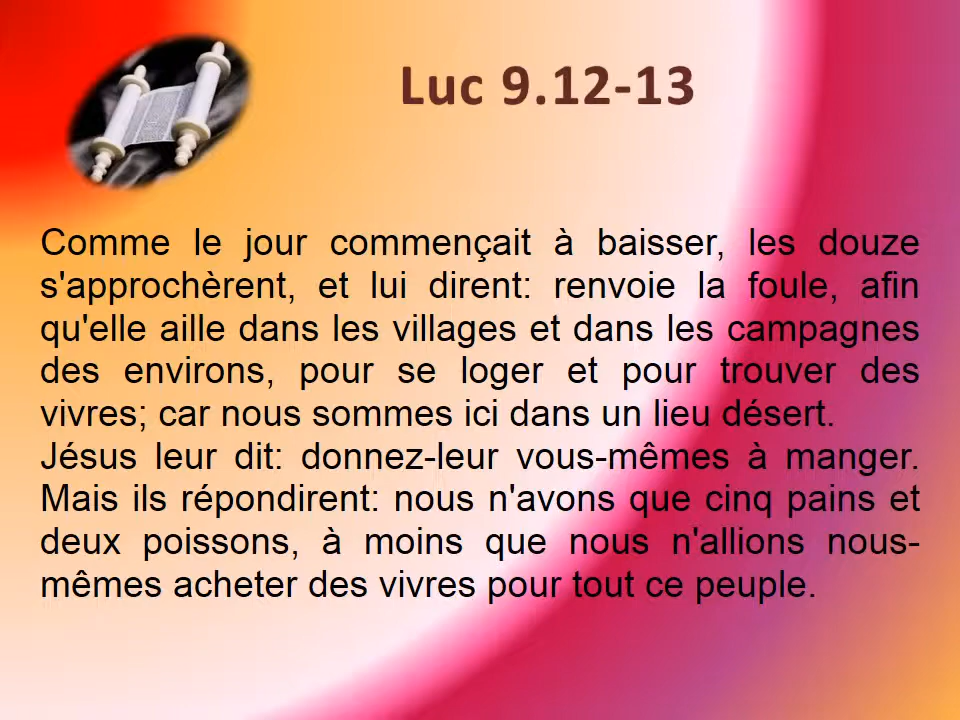 Luc 9.12-13
Comme le jour commençait à baisser, les douze
s'approchèrent, et lui dirent: renvoie la foule, afin
qu'elle aille dans les villages et dans les campagnes
des environs, pour se loger et pour trouver des
vivres; car nous sommes ici dans un lieu désert.
Jésus leur dit: donnez-leur vous-mêmes à manger.
Mais ils répondirent: nous n'avons que cinq pains et
deux poissons, à moins que nous n'allions nous-
mêmes acheter des vivres pour tout ce peuple.